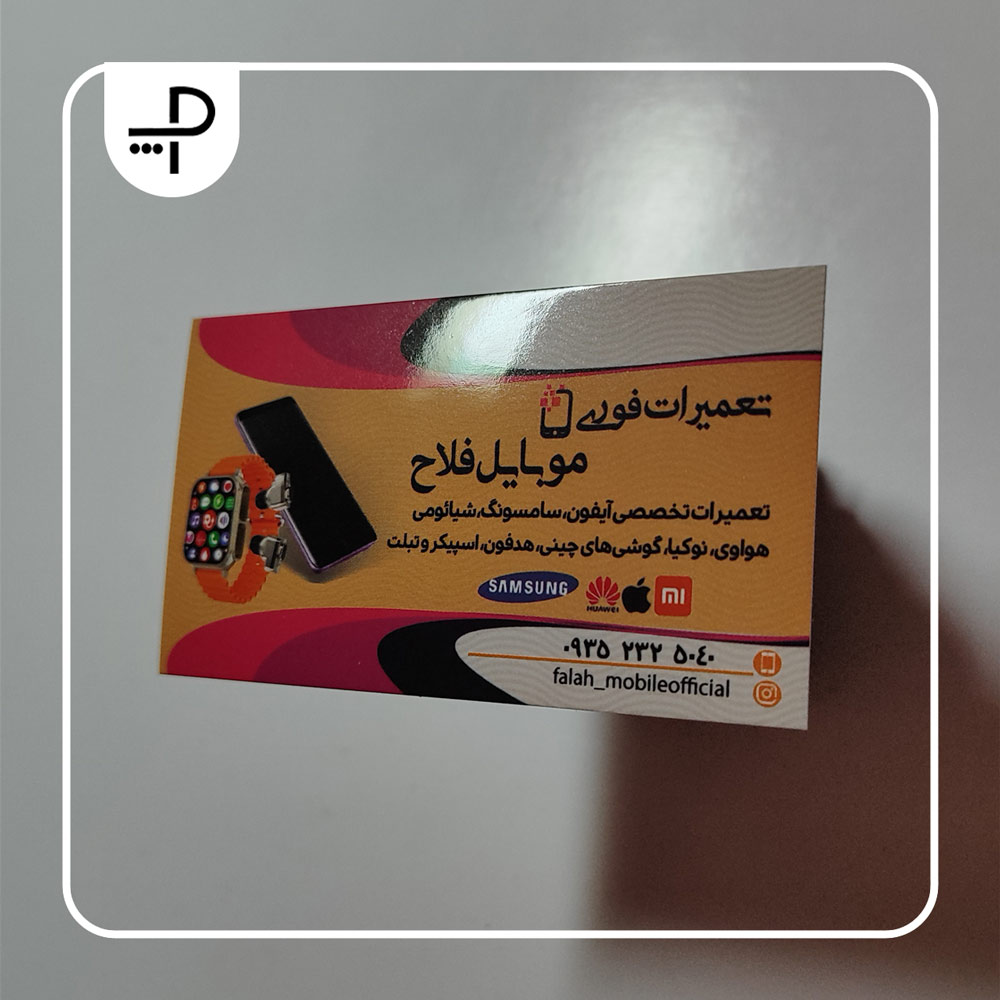 تعمیرات فوری
موبایل فلاح
تعمیرات تخصصی آیفون، سامسونگ، شیائومی
هواوی، نوکیا، گوشی‌های چینی، هدفون، اسپیکر و تبلت
SAMSUNG HUAWEI mi
۰۹۳۵ ۲۳۲ ۵۰۴۰
falah_mobileofficial